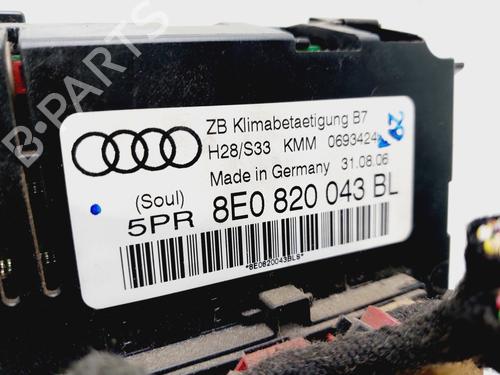 ZB Klimabetaetigung B7
H28/S33 KMM 0693424
Made in Germany 31.08.06
(Soul)
5PR 8E0 820 043 BL
*8E0820043BLS*
B-PARTS